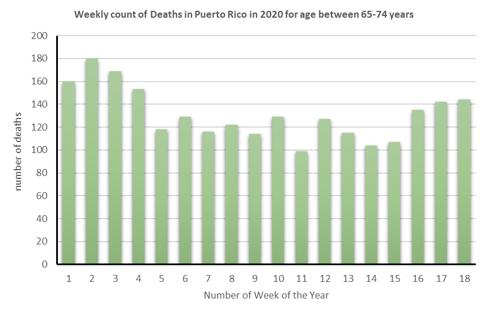 Weekly count of Deaths in Puerto Rico in 2020 for age between 65-74 years
200
180
160
140
120
100
80
60
40
20
0
number of deaths
1 2 3 4 5 6 7 8 9 10 11 12 13 14 15 16 17 18
Number of Week of the Year